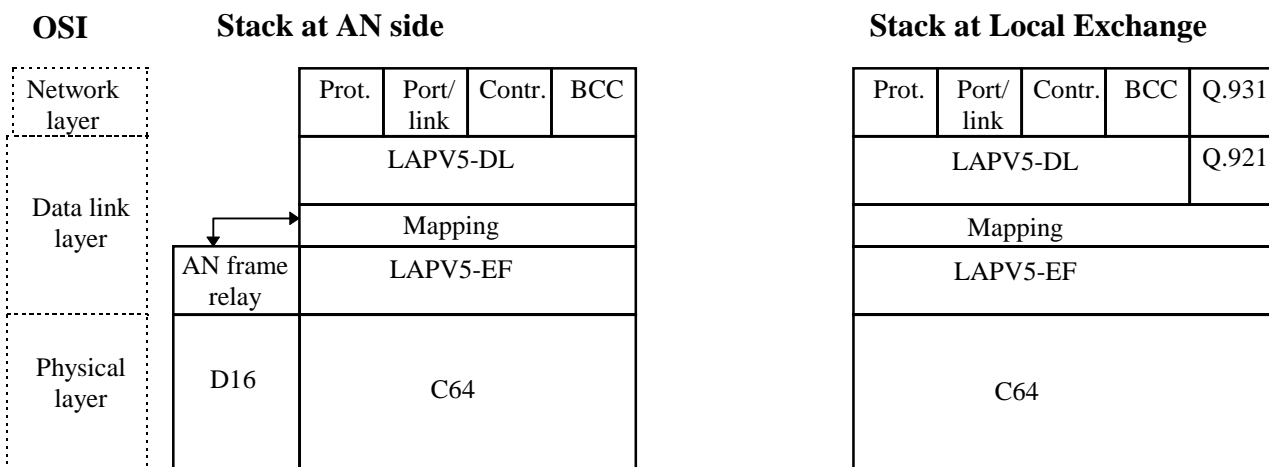 OSI
Stack at AN side
Stack at Local Exchange
Network
layer
Prot.
Port/
link
Contr.
BCC
Prot.
Port/
link
Contr.
BCC
Q.931
Data link
layer
LAPV5-DL
LAPV5-DL
Q.921
Mapping
Mapping
AN frame
relay
LAPV5-EF
LAPV5-EF
Physical
layer
D16
C64
C64